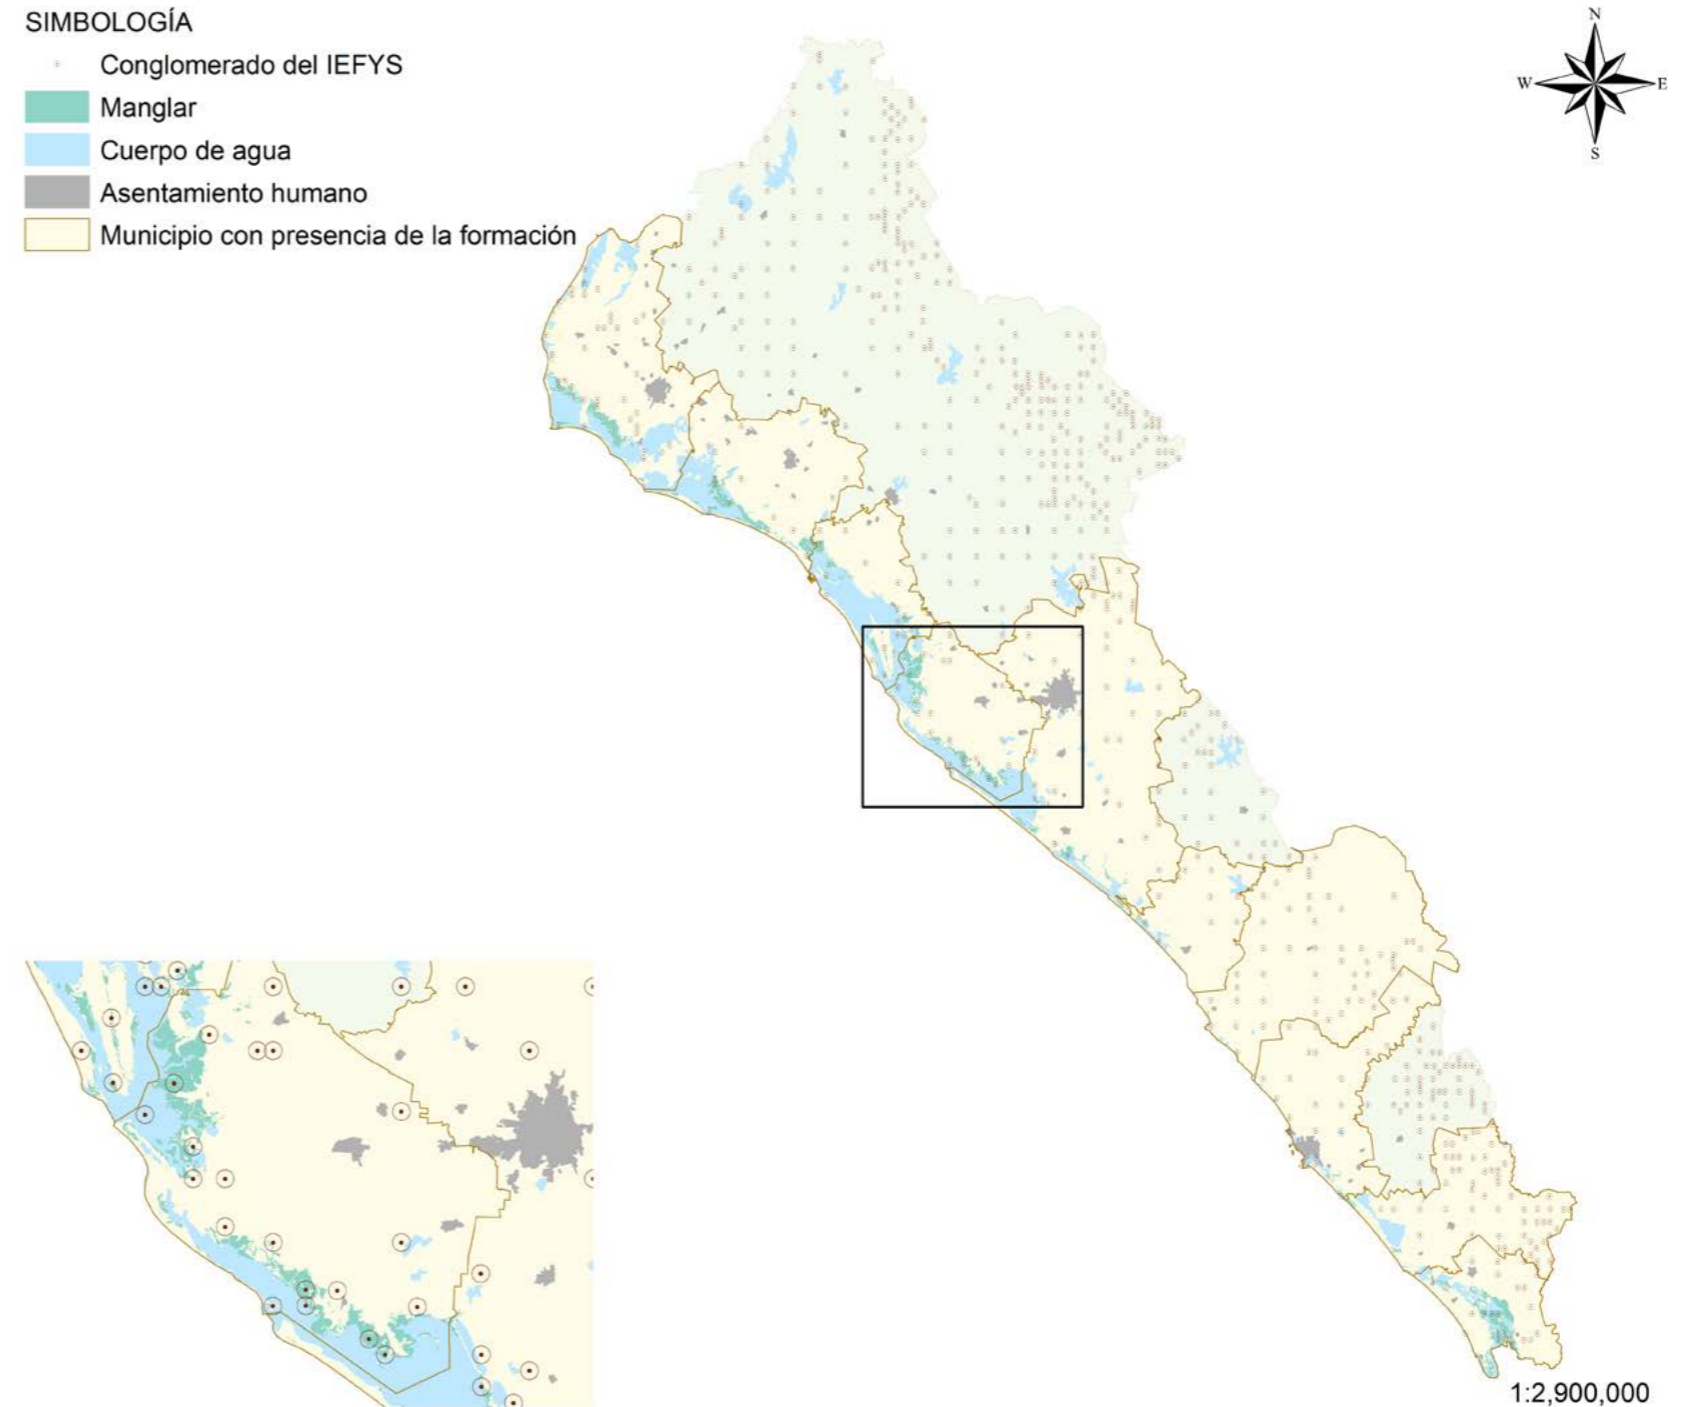 SIMBOLOGÍA
Conglomerado del IEFYS
Manglar
Cuerpo de agua
Asentamiento humano
Municipio con presencia de la formación
N
W E
S
1:2,900,000